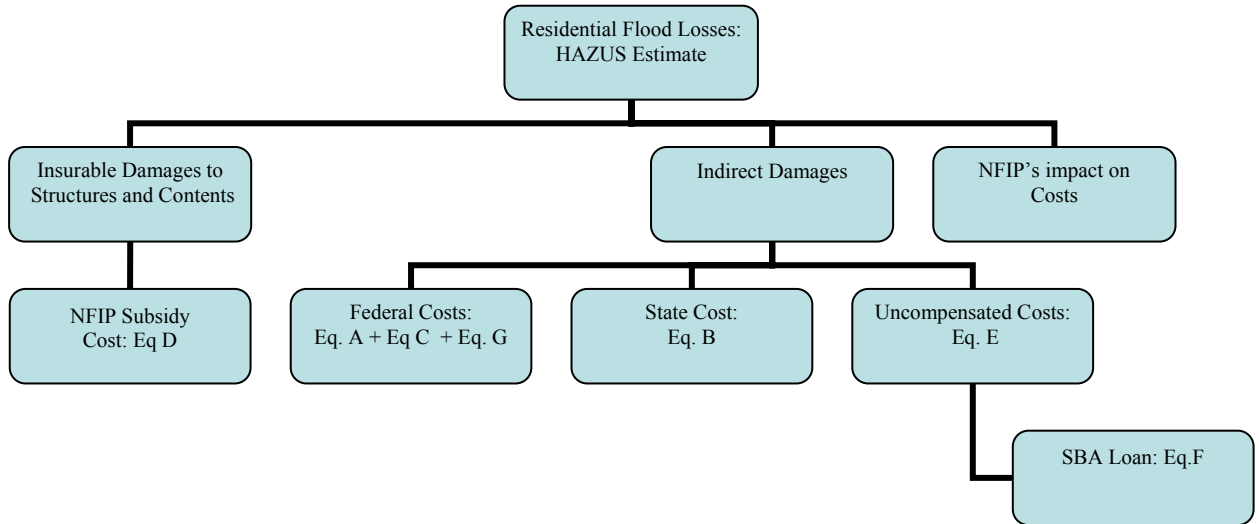 Residential Flood Losses:
HAZUS Estimate
Insurable Damages to
Structures and Contents
Indirect Damages
NFIP’s impact on
Costs
NFIP Subsidy
Cost: Eq D
Federal Costs:
Eq. A + Eq C + Eq. G
State Cost:
Eq. B
Uncompensated Costs:
Eq. E
SBA Loan: Eq.F